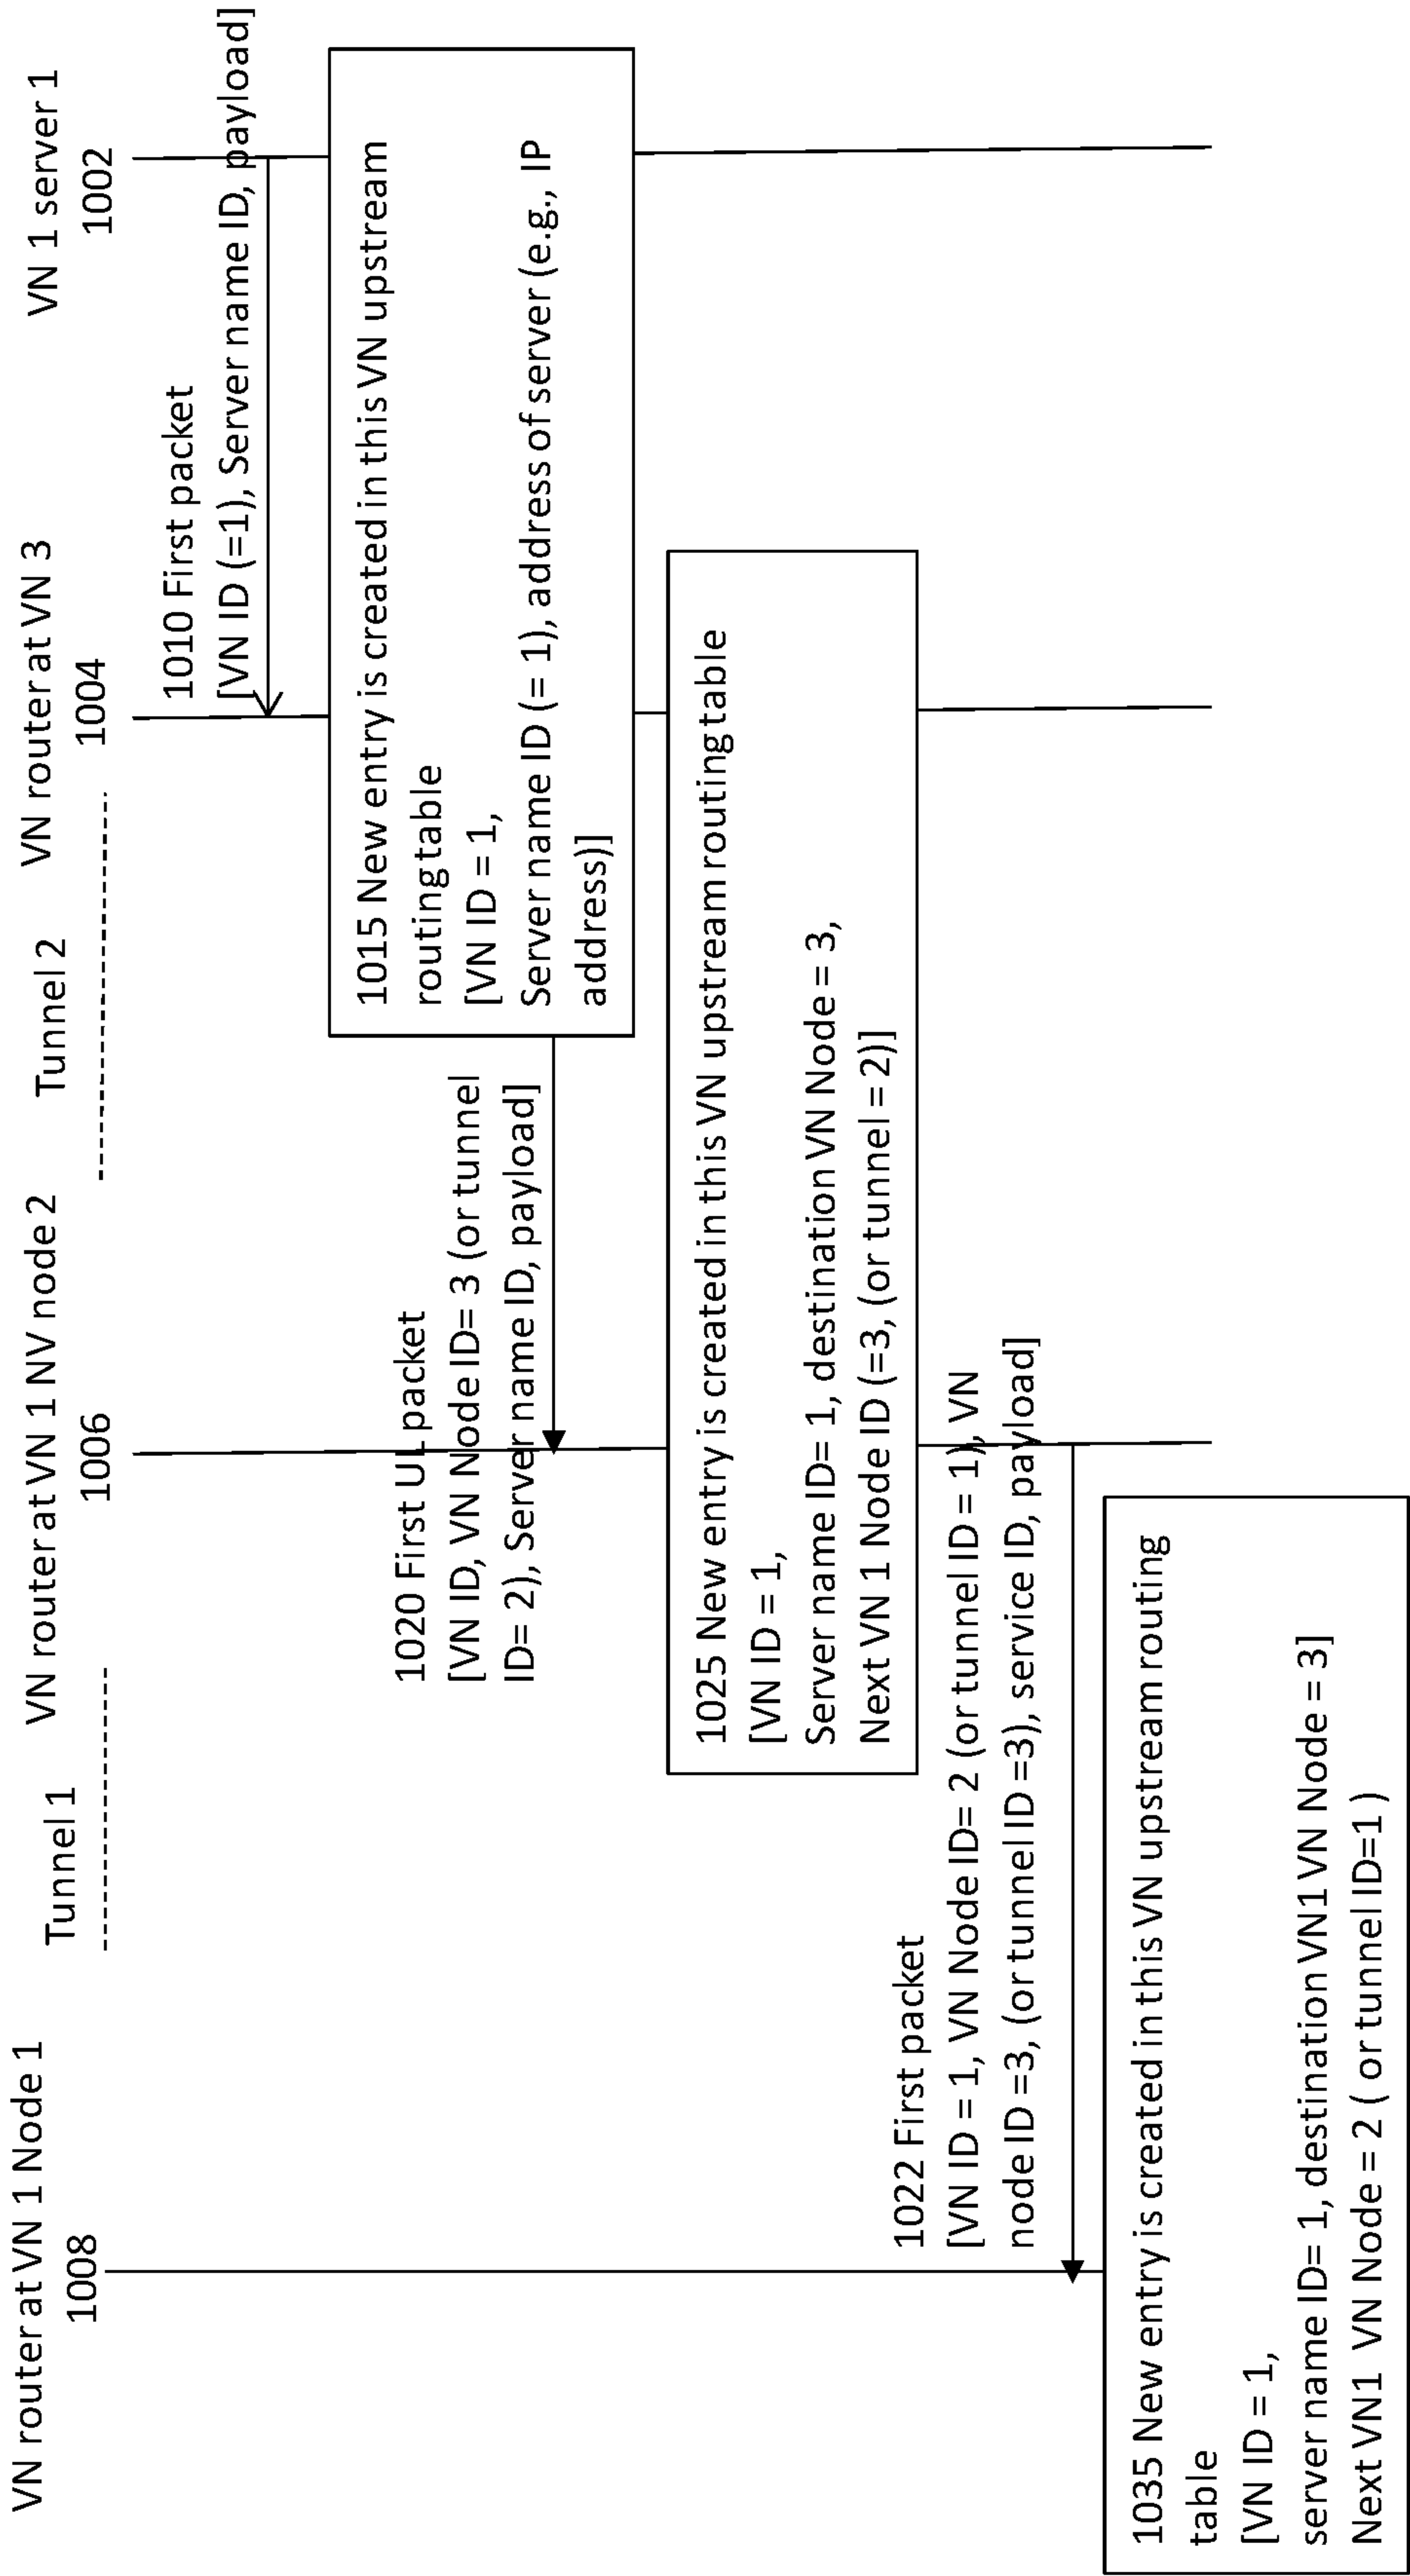 VN router at VN 1 Node 1
1008
Tunnel 1
VN router at VN 1 NV node 2
1006
Tunnel 2
VN router at VN 3
1004
VN 1 server 1
1002
1010 First packet
[VN ID (=1), Server name ID, payload]
1015 New entry is created in this VN upstream
routing table
[VN ID = 1,
Server name ID (= 1), address of server (e.g., IP
address)]
1020 First UL packet
[VN ID, VN Node ID= 3 (or tunnel
ID= 2), Server name ID, payload]
1025 New entry is created in this VN upstream routing table
[VN ID = 1,
Server name ID= 1, destination VN Node = 3,
Next VN 1 Node ID (=3, (or tunnel = 2)]
1022 First packet
[VN ID = 1, VN Node ID= 2 (or tunnel ID = 1), VN
node ID =3, (or tunnel ID =3), service ID, payload]
1035 New entry is created in this VN upstream routing
table
[VN ID = 1,
server name ID= 1, destination VN1 VN Node = 3]
Next VN1 VN Node = 2 ( or tunnel ID=1 )